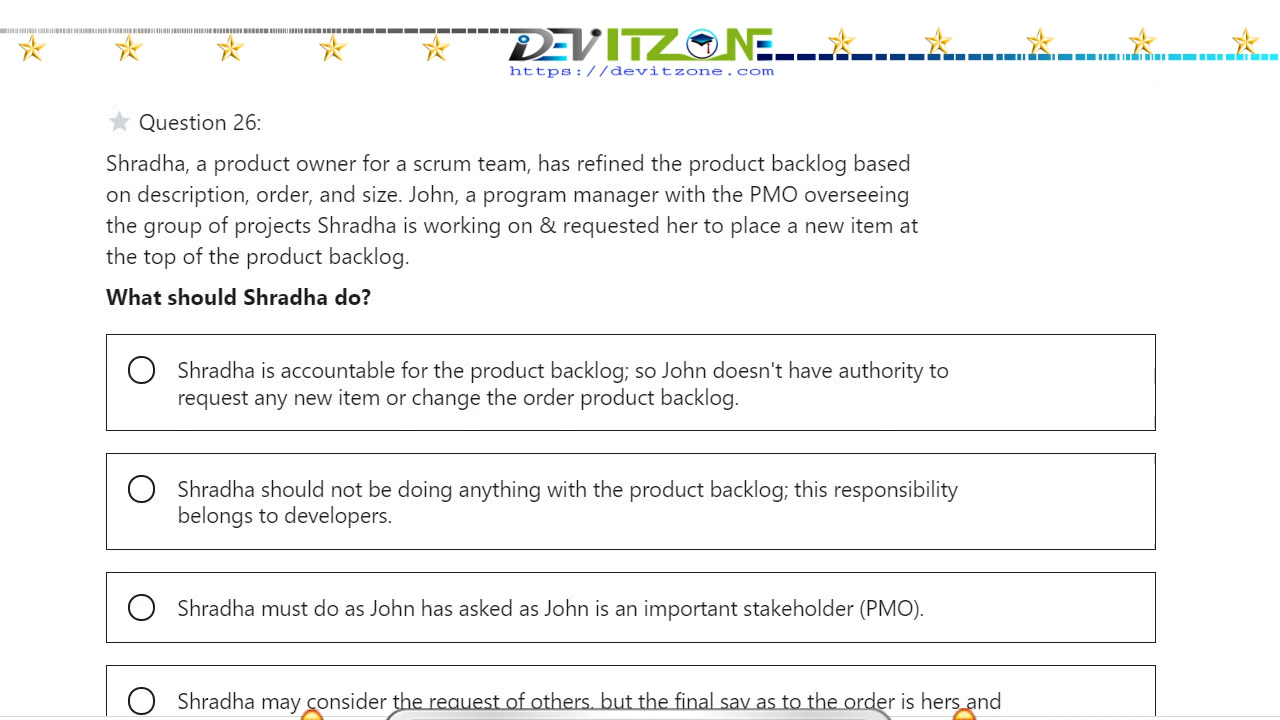 DEVITZONE
https://devitzone.com
Question 26:
Shradha, a product owner for a scrum team, has refined the product backlog based
on description, order, and size. John, a program manager with the PMO overseeing
the group of projects Shradha is working on & requested her to place a new item at
the top of the product backlog.
What should Shradha do?
Shradha is accountable for the product backlog; so John doesn't have authority to
request any new item or change the order product backlog.
Shradha should not be doing anything with the product backlog; this responsibility
belongs to developers.
Shradha must do as John has asked as John is an important stakeholder (PMO).
Shradha may consider the request of others, but the final say as to the order is hers and